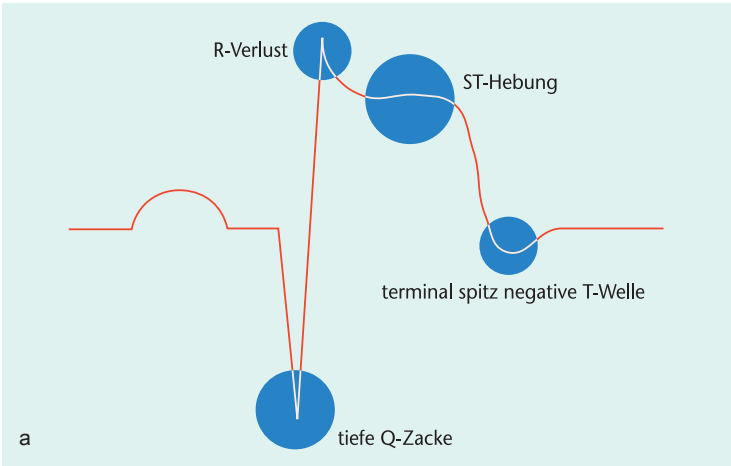 R-Verlust
ST-Hebung
terminal spitz negative T-Welle
tiefe Q-Zacke
a